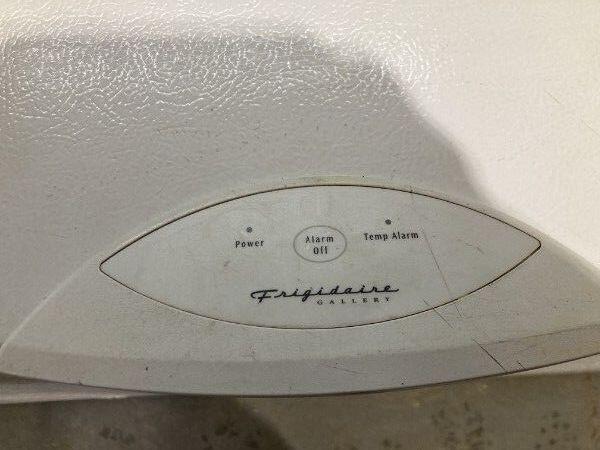 Power
Alarm
Off
Temp Alarm
Frigidaire
GALLERY